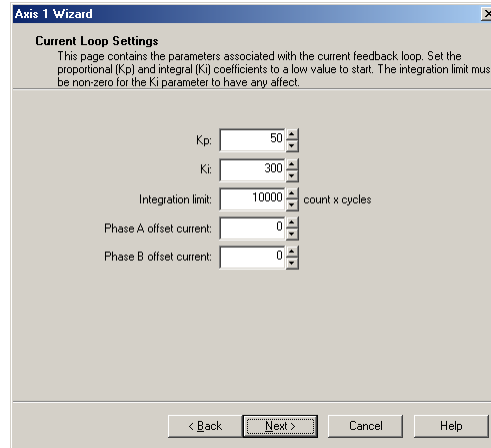 Axis 1 Wizard
Current Loop Settings
This page contains the parameters associated with the current feedback loop. Set the
proportional (Kp) and integral (Ki) coefficients to a low value to start. The integration limit mus
be non-zero for the Ki parameter to have any affect.
Kp: 50
Ki: 300
Integration limit: 10000 count x cycles
Phase A offset current: 0
Phase B offset current: 0
< Back Next > Cancel Help